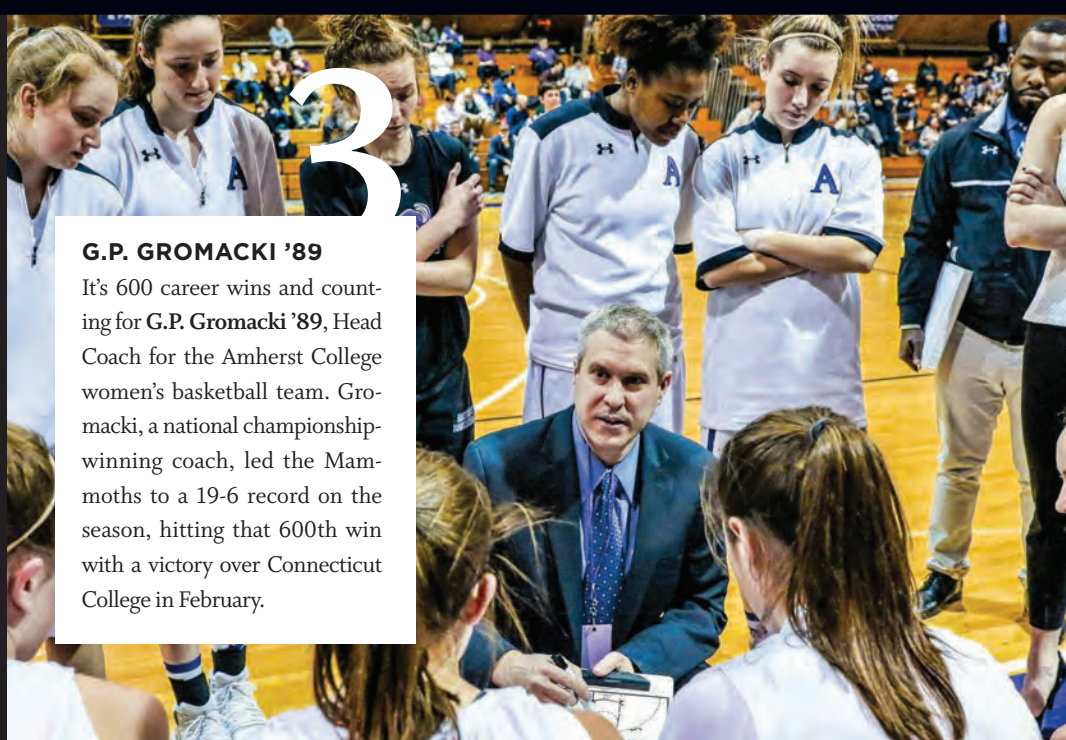 3
G.P. GROMACKI ’89
It’s 600 career wins and count-
ing for G.P. Gromacki ’89, Head
Coach for the Amherst College
women’s basketball team. Gro-
macki, a national championship-
winning coach, led the Mam-
moths to a 19-6 record on the
season, hitting that 600th win
with a victory over Connecticut
College in February.
A
A
A